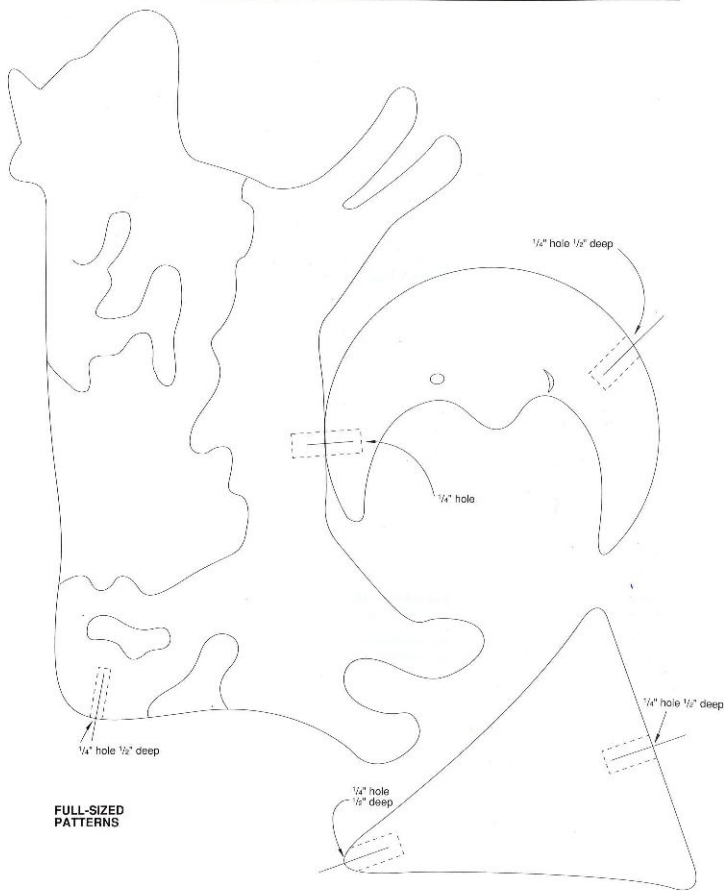 1/4" hole 1/2" deep
1/4" hole
1/4" hole 1/2" deep
1/4" hole 1/2" deep
1/4" hole
1/2" deep
FULL-SIZED
PATTERNS